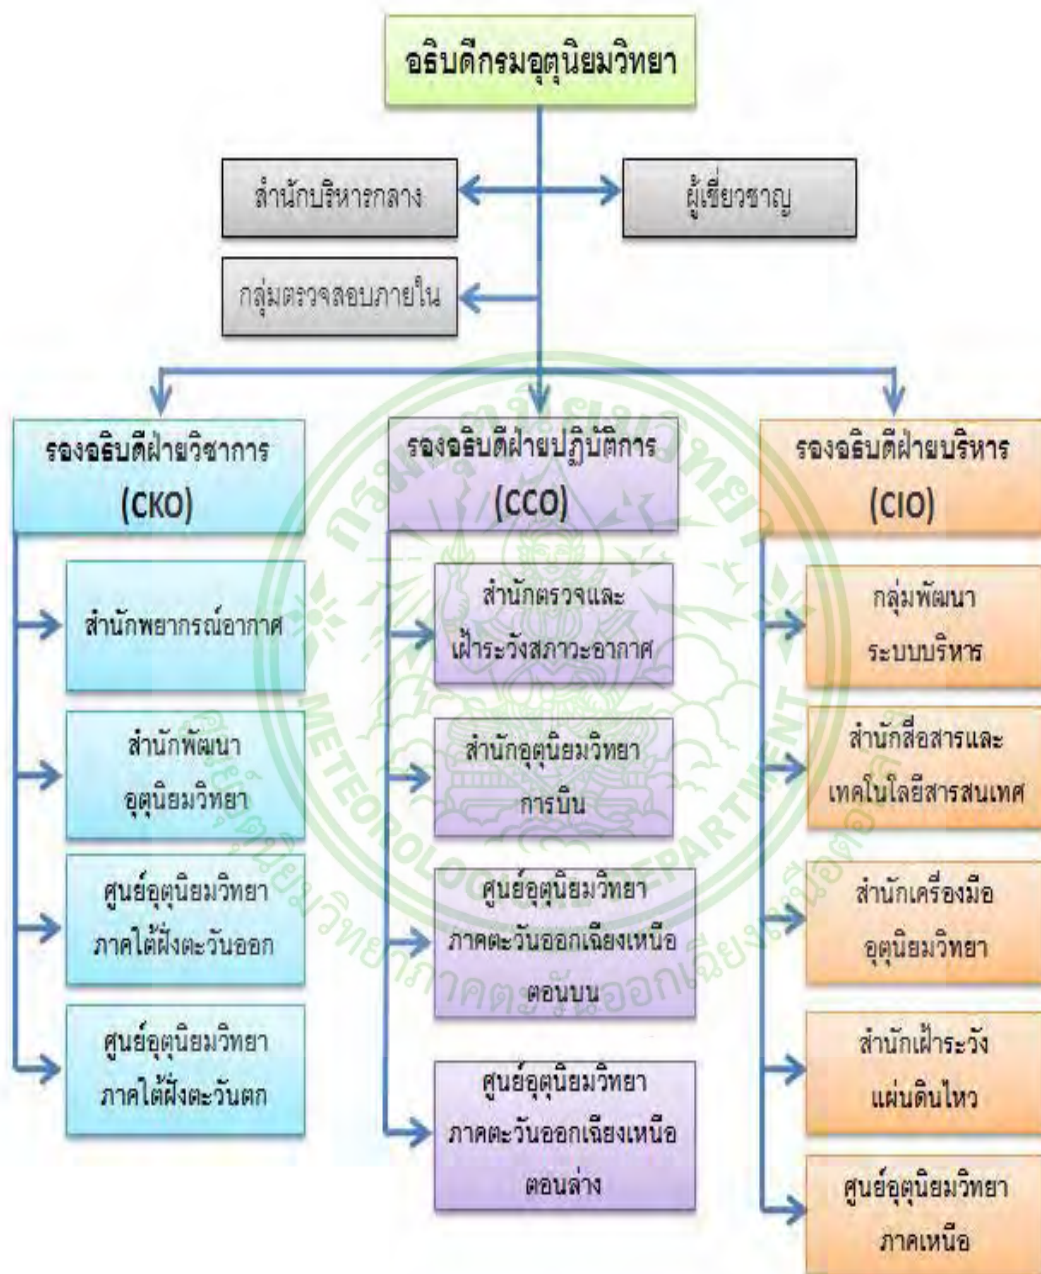 อธิบดีกรมอุตุนิยมวิทยา
สำนักบริหารกลาง
ผู้เชี่ยวชาญ
กลุ่มตรวจสอบภายใน
รองอธิบดีฝ่ายวิชาการ
(CKO)
สำนักพยากรณ์อากาศ
สำนักพัฒนา
อุตุนิยมวิทยา
ศูนย์อุตุนิยมวิทยา
ภาคใต้ฝั่งตะวันออก
ศูนย์อุตุนิยมวิทยา
ภาคใต้ฝั่งตะวันตก
รองอธิบดีฝ่ายปฏิบัติการ
(CCO)
สำนักตรวจและ
เฝ้าระวังสภาวะอากาศ
สำนักอุตุนิยมวิทยา
การบิน
ศูนย์อุตุนิยมวิทยา
ภาคตะวันออกเฉียงเหนือ
ตอนบน
ศูนย์อุตุนิยมวิทยา
ภาคตะวันออกเฉียงเหนือ
ตอนล่าง
รองอธิบดีฝ่ายบริหาร
(CIO)
กลุ่มพัฒนา
ระบบบริหาร
สำนักสื่อสารและ
เทคโนโลยีสารสนเทศ
สำนักเครื่องมือ
อุตุนิยมวิทยา
สำนักเฝ้าระวัง
แผ่นดินไหว
ศูนย์อุตุนิยมวิทยา
ภาคเหนือ
กรมอุตุนิยมวิทยา
METEOROLOGICAL DEPARTMENT